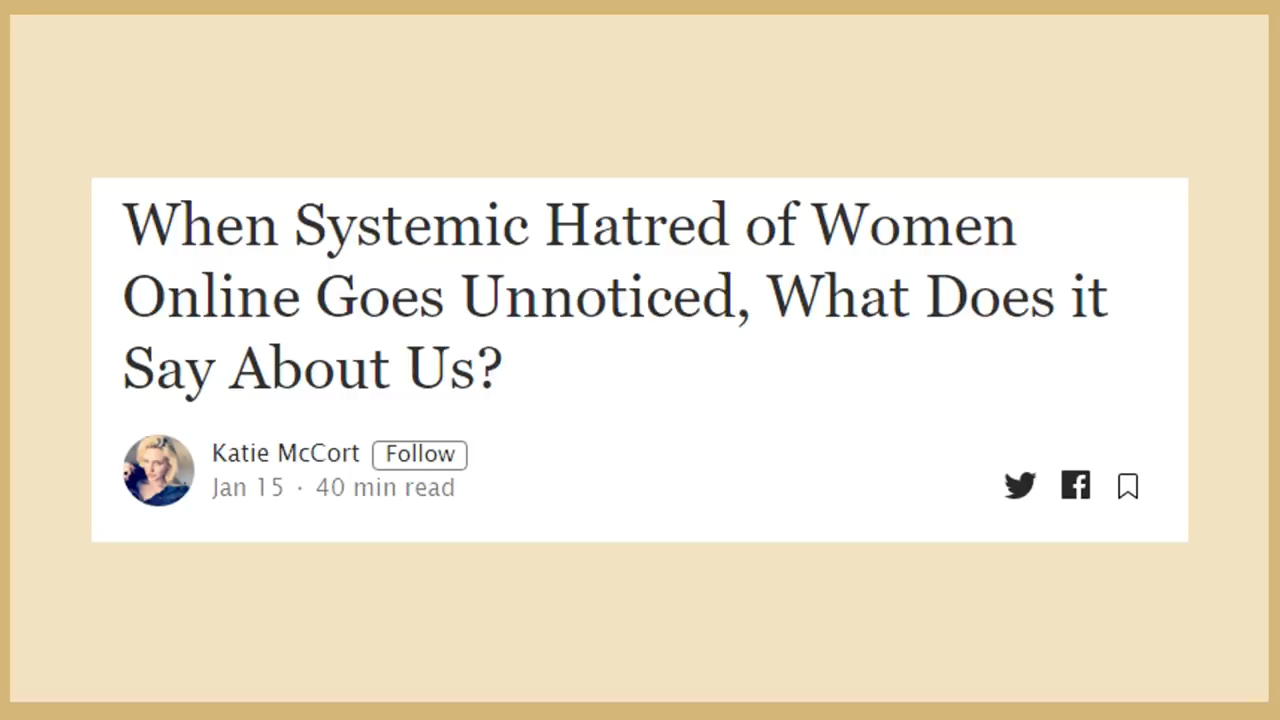 When Systemic Hatred of Women
Online Goes Unnoticed, What Does it
Say About Us?
Katie McCort Follow
Jan 15 · 40 min read